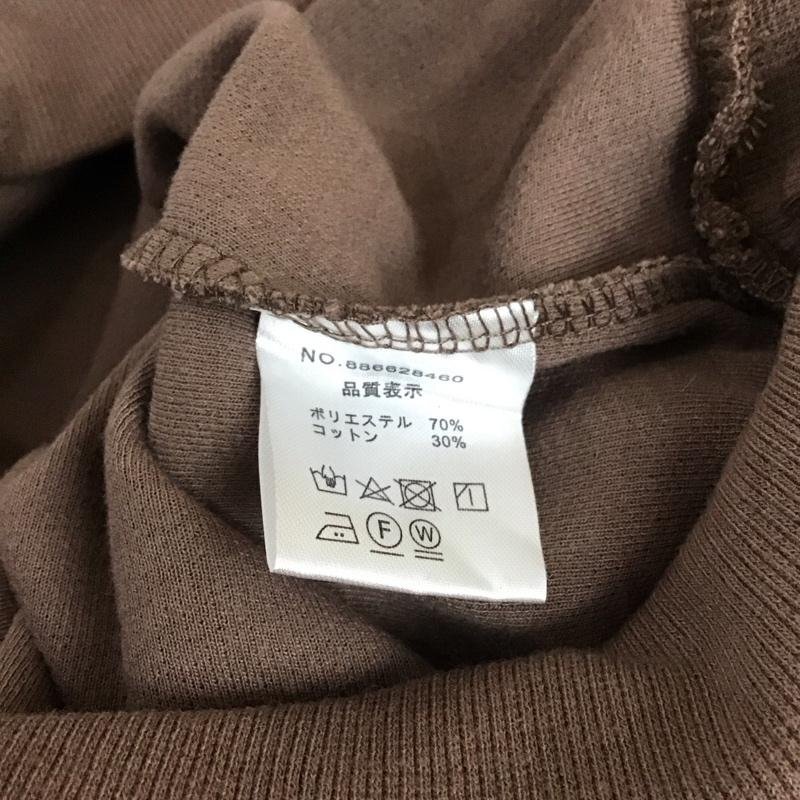 NO.886628460
品質表示
ポリエステル 70%
コットン 30%
F W